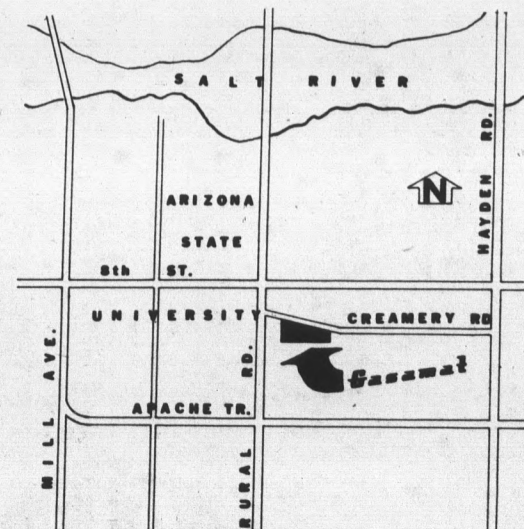 SALT RIVER
HAYDEN RD.
N
ARIZONA
STATE
8th ST.
UNIVERSITY
CREAMERY RD
MILL AVE.
RURAL RD.
Gasamat
APACHE TR.